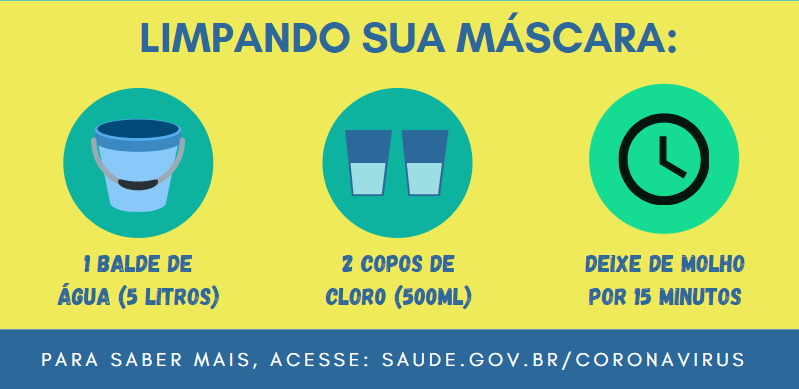 LIMPANDO SUA MÁSCARA:
1 BALDE DE
ÁGUA (5 LITROS)
2 COPOS DE
CLORO (500ML)
DEIXE DE MOLHO
POR 15 MINUTOS
PARA SABER MAIS, ACESSE: SAUDE.GOV.BR/CORONAVIRUS